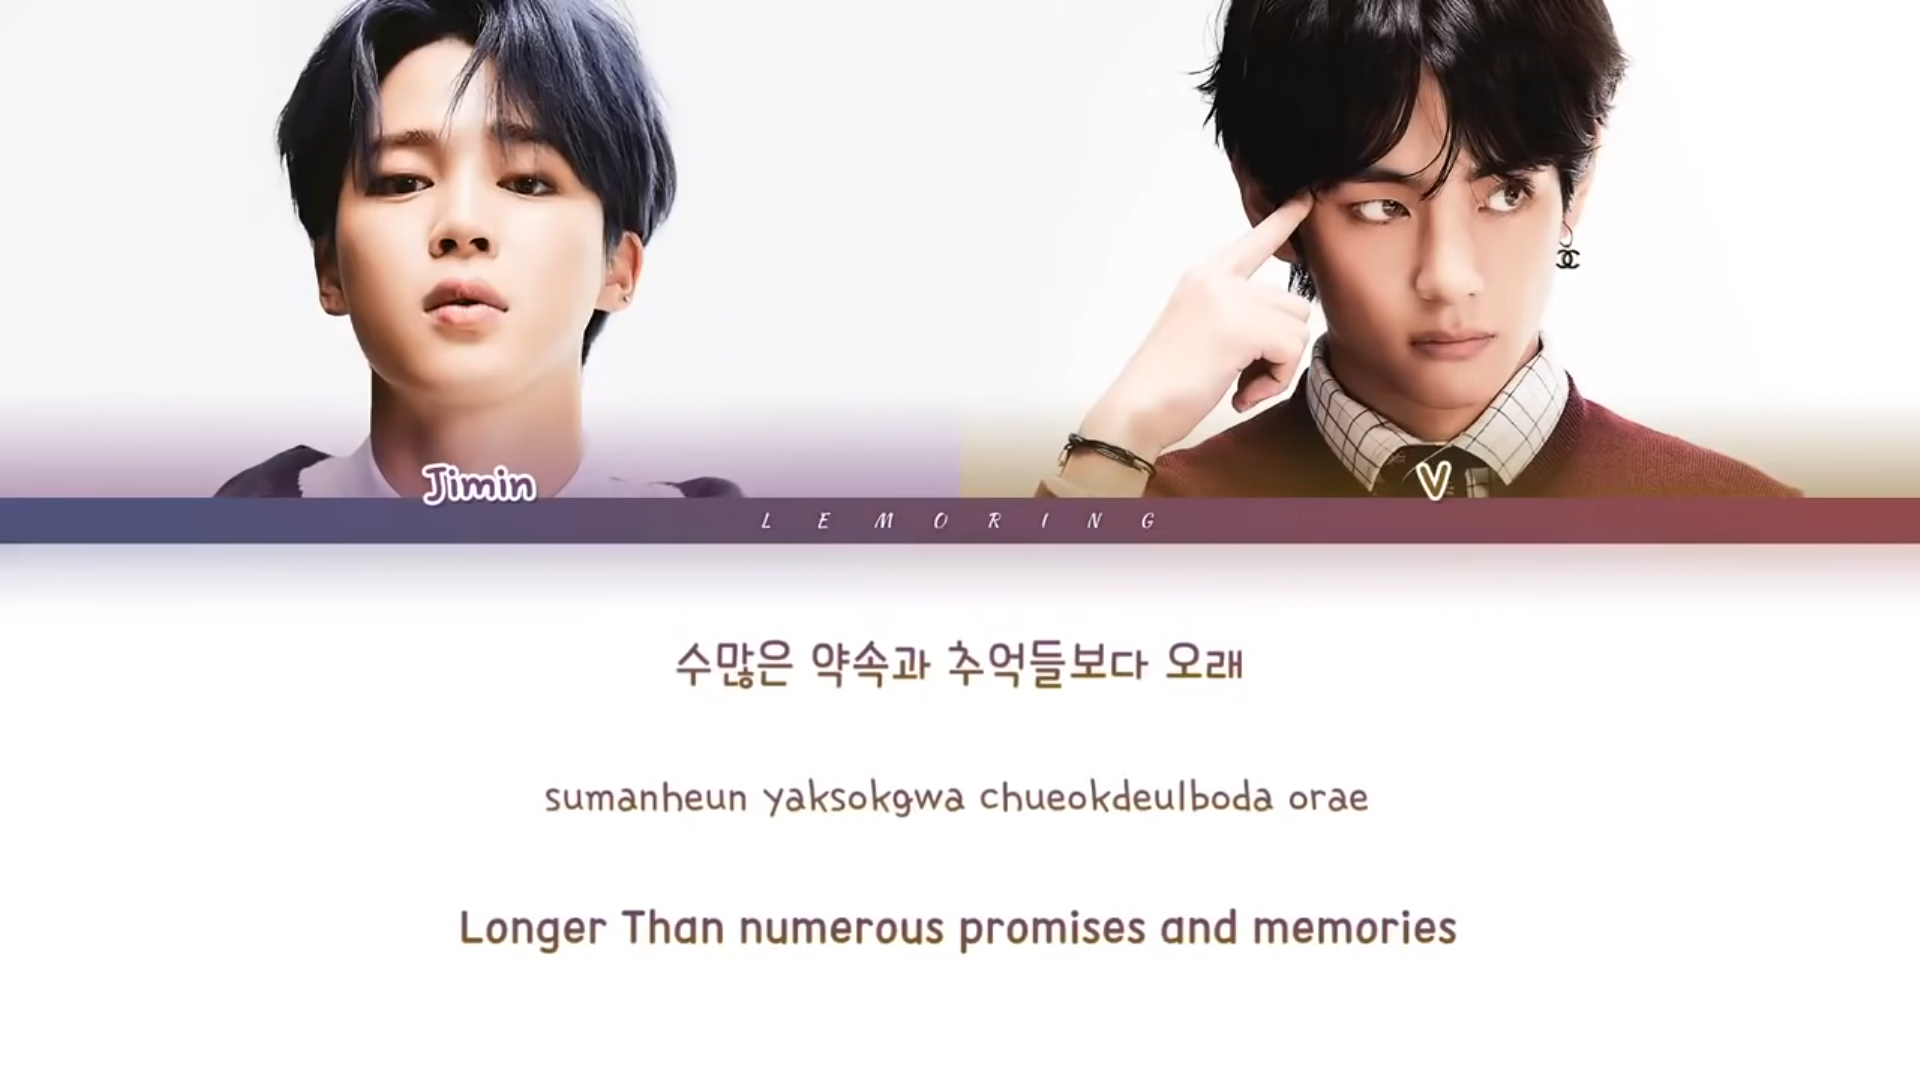 Jimin
V
L E M O R I N G
수많은 약속과 추억들보다 오래
sumanheun yaksokgwa chueokdeulboda orae
Longer Than numerous promises and memories